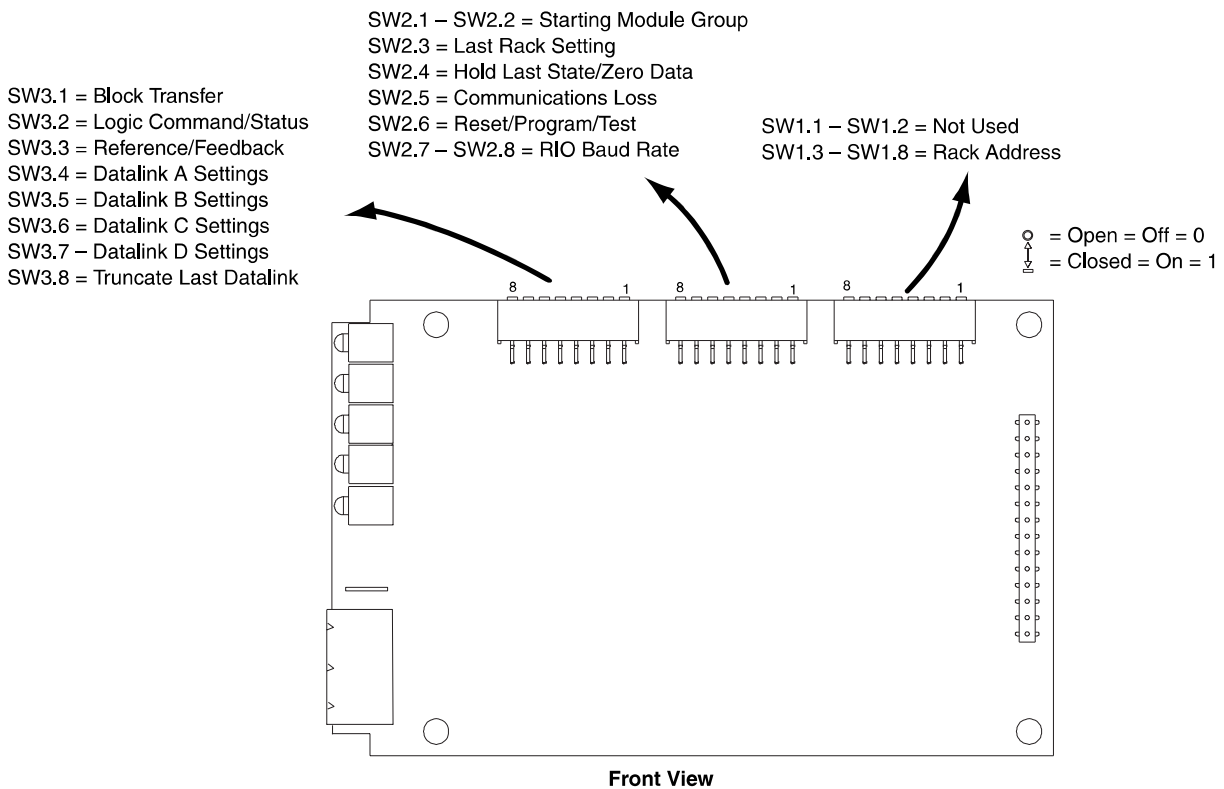 SW2.1 – SW2.2 = Starting Module Group
SW2.3 = Last Rack Setting
SW2.4 = Hold Last State/Zero Data
SW2.5 = Communications Loss
SW2.6 = Reset/Program/Test
SW2.7 – SW2.8 = RIO Baud Rate
SW3.1 = Block Transfer
SW3.2 = Logic Command/Status
SW3.3 = Reference/Feedback
SW3.4 = Datalink A Settings
SW3.5 = Datalink B Settings
SW3.6 = Datalink C Settings
SW3.7 – Datalink D Settings
SW3.8 = Truncate Last Datalink
SW1.1 – SW1.2 = Not Used
SW1.3 – SW1.8 = Rack Address
= Open = Off = 0
= Closed = On = 1
8 1 8 1 8 1
Front View